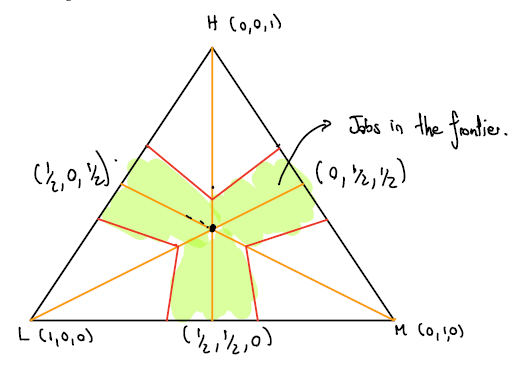 H (0,0,1)
Jobs in the frontier.
(1/2, 0, 1/2)
(0, 1/2, 1/2)
L (1,0,0)
(1/2, 1/2, 0)
M (0,1,0)